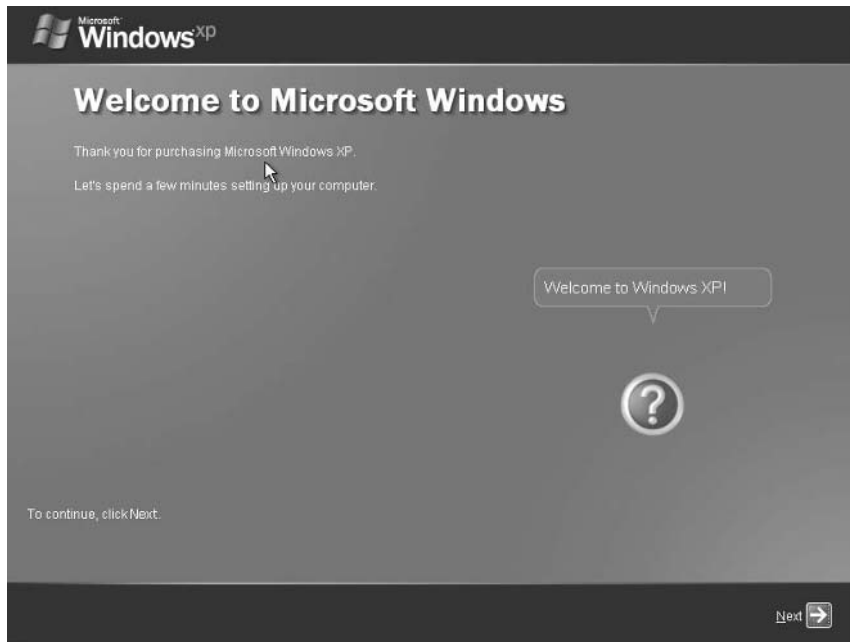 Microsoft
Windows xp
Welcome to Microsoft Windows
Thank you for purchasing Microsoft Windows XP.
Let's spend a few minutes setting up your computer.
Welcome to Windows XP!
?
To continue, click Next.
Next